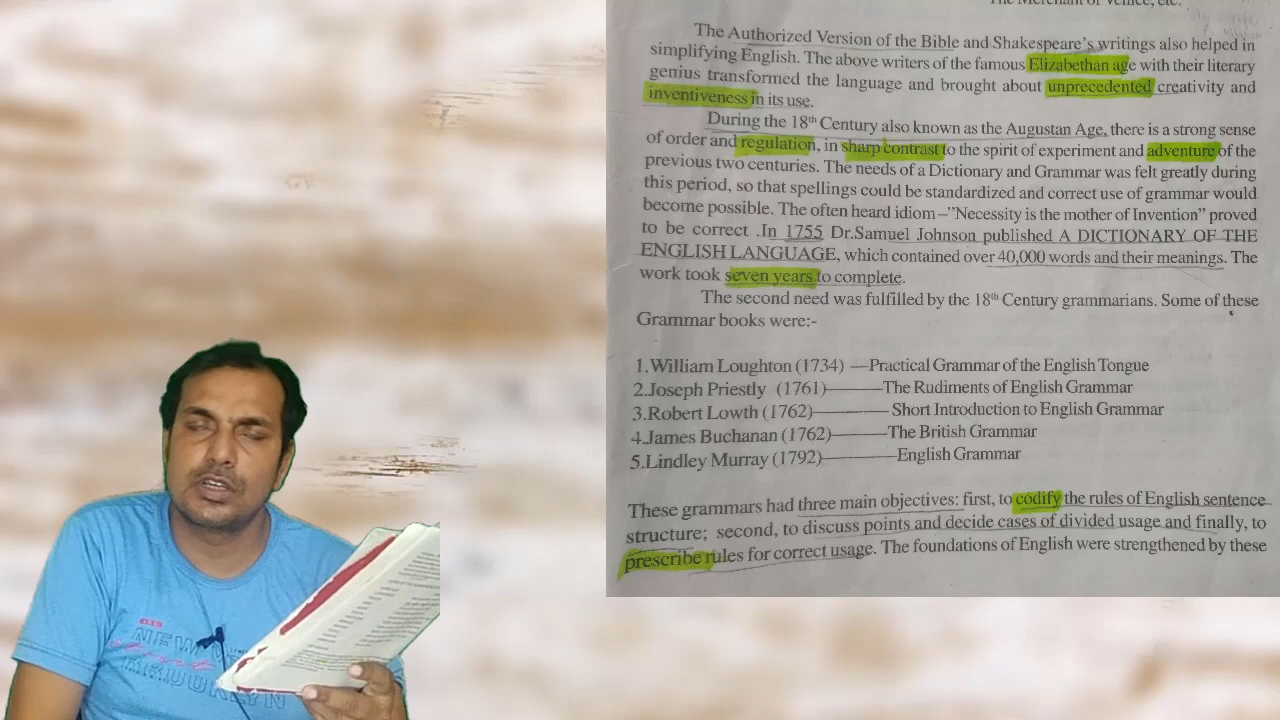 The Merchant of Venice, etc.
The Authorized Version of the Bible and Shakespeare's writings also helped in
simplifying English. The above writers of the famous Elizabethan age with their literary
genius transformed the language and brought about unprecedented creativity and
inventiveness in its use.
During the 18th Century also known as the Augustan Age, there is a strong sense
of order and regulation, in sharp contrast to the spirit of experiment and adventure of the
previous two centuries. The needs of a Dictionary and Grammar was felt greatly during
this period, so that spellings could be standardized and correct use of grammar would
become possible. The often heard idiom–"Necessity is the mother of Invention" proved
to be correct .In 1755 Dr.Samuel Johnson published A DICTIONARY OF THE
ENGLISH LANGUAGE, which contained over 40,000 words and their meanings. The
work took seven years to complete.
The second need was fulfilled by the 18th Century grammarians. Some of these
Grammar books were:-
1.William Loughton (1734) —Practical Grammar of the English Tongue
2.Joseph Priestly (1761)———The Rudiments of English Grammar
3.Robert Lowth (1762)———— Short Introduction to English Grammar
4.James Buchanan (1762)———The British Grammar
5.Lindley Murray (1792)————English Grammar
These grammars had three main objectives: first, to codify the rules of English sentence
structure; second, to discuss points and decide cases of divided usage and finally, to
prescribe rules for correct usage. The foundations of English were strengthened by these
NEW
street
BROOKLYN